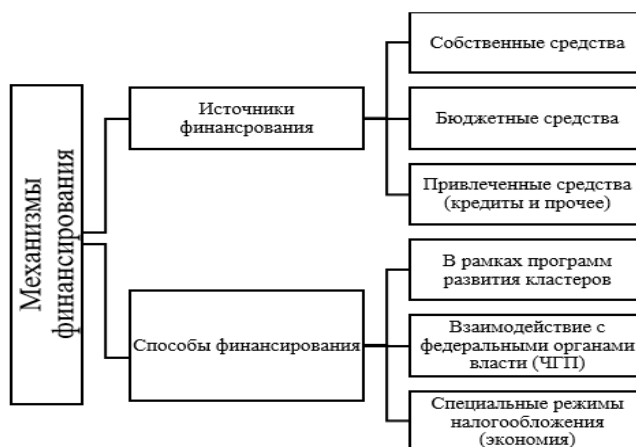 Механизмы
финансирования
Источники
финансрования
Собственные средства
Бюджетные средства
Привлеченные средства
(кредиты и прочее)
Способы финансирования
В рамках программ
развития кластеров
Взаимодействие с
федеральными органами
власти (ЧГП)
Специальные режимы
налогообложения
(экономия)